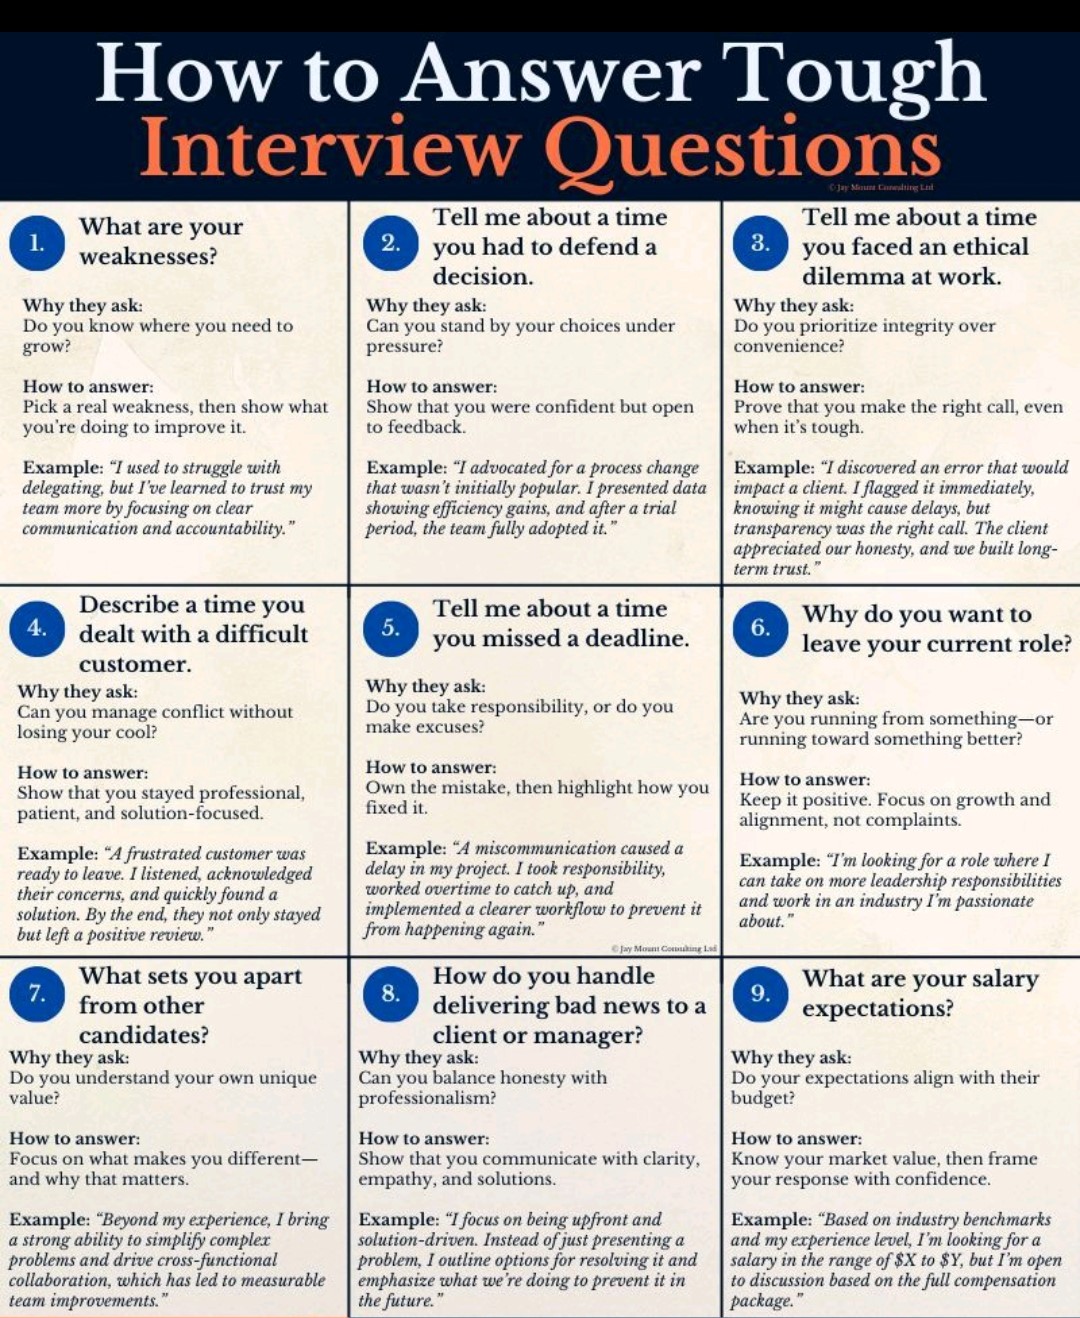 How to Answer Tough
Interview Questions
© Jay Mount Consulting Ltd
1.
What are your
weaknesses?
Why they ask:
Do you know where you need to
grow?
How to answer:
Pick a real weakness, then show what
you're doing to improve it.
Example: “I used to struggle with
delegating, but I've learned to trust my
team more by focusing on clear
communication and accountability.”
2.
Tell me about a time
you had to defend a
decision.
Why they ask:
Can you stand by your choices under
pressure?
How to answer:
Show that you were confident but open
to feedback.
Example: “I advocated for a process change
that wasn't initially popular. I presented data
showing efficiency gains, and after a trial
period, the team fully adopted it.”
3.
Tell me about a time
you faced an ethical
dilemma at work.
Why they ask:
Do you prioritize integrity over
convenience?
How to answer:
Prove that you make the right call, even
when it's tough.
Example: “I discovered an error that would
impact a client. I flagged it immediately,
knowing it might cause delays, but
transparency was the right call. The client
appreciated our honesty, and we built long-
term trust.”
4.
Describe a time you
dealt with a difficult
customer.
Why they ask:
Can you manage conflict without
losing your cool?
How to answer:
Show that you stayed professional,
patient, and solution-focused.
Example: “A frustrated customer was
ready to leave. I listened, acknowledged
their concerns, and quickly found a
solution. By the end, they not only stayed
but left a positive review.”
5.
Tell me about a time
you missed a deadline.
Why they ask:
Do you take responsibility, or do you
make excuses?
How to answer:
Own the mistake, then highlight how you
fixed it.
Example: “A miscommunication caused a
delay in my project. I took responsibility,
worked overtime to catch up, and
implemented a clearer workflow to prevent it
from happening again.”
© Jay Mount Consulting Ltd
6.
Why do you want to
leave your current role?
Why they ask:
Are you running from something—or
running toward something better?
How to answer:
Keep it positive. Focus on growth and
alignment, not complaints.
Example: “I'm looking for a role where I
can take on more leadership responsibilities
and work in an industry I'm passionate
about.”
7.
What sets you apart
from other
candidates?
Why they ask:
Do you understand your own unique
value?
How to answer:
Focus on what makes you different—
and why that matters.
Example: “Beyond my experience, I bring
a strong ability to simplify complex
problems and drive cross-functional
collaboration, which has led to measurable
team improvements.”
8.
How do you handle
delivering bad news to a
client or manager?
Why they ask:
Can you balance honesty with
professionalism?
How to answer:
Show that you communicate with clarity,
empathy, and solutions.
Example: “I focus on being upfront and
solution-driven. Instead of just presenting a
problem, I outline options for resolving it and
emphasize what we're doing to prevent it in
the future.”
9.
What are your salary
expectations?
Why they ask:
Do your expectations align with their
budget?
How to answer:
Know your market value, then frame
your response with confidence.
Example: “Based on industry benchmarks
and my experience level, I'm looking for a
salary in the range of $X to $Y, but I'm open
to discussion based on the full compensation
package.”